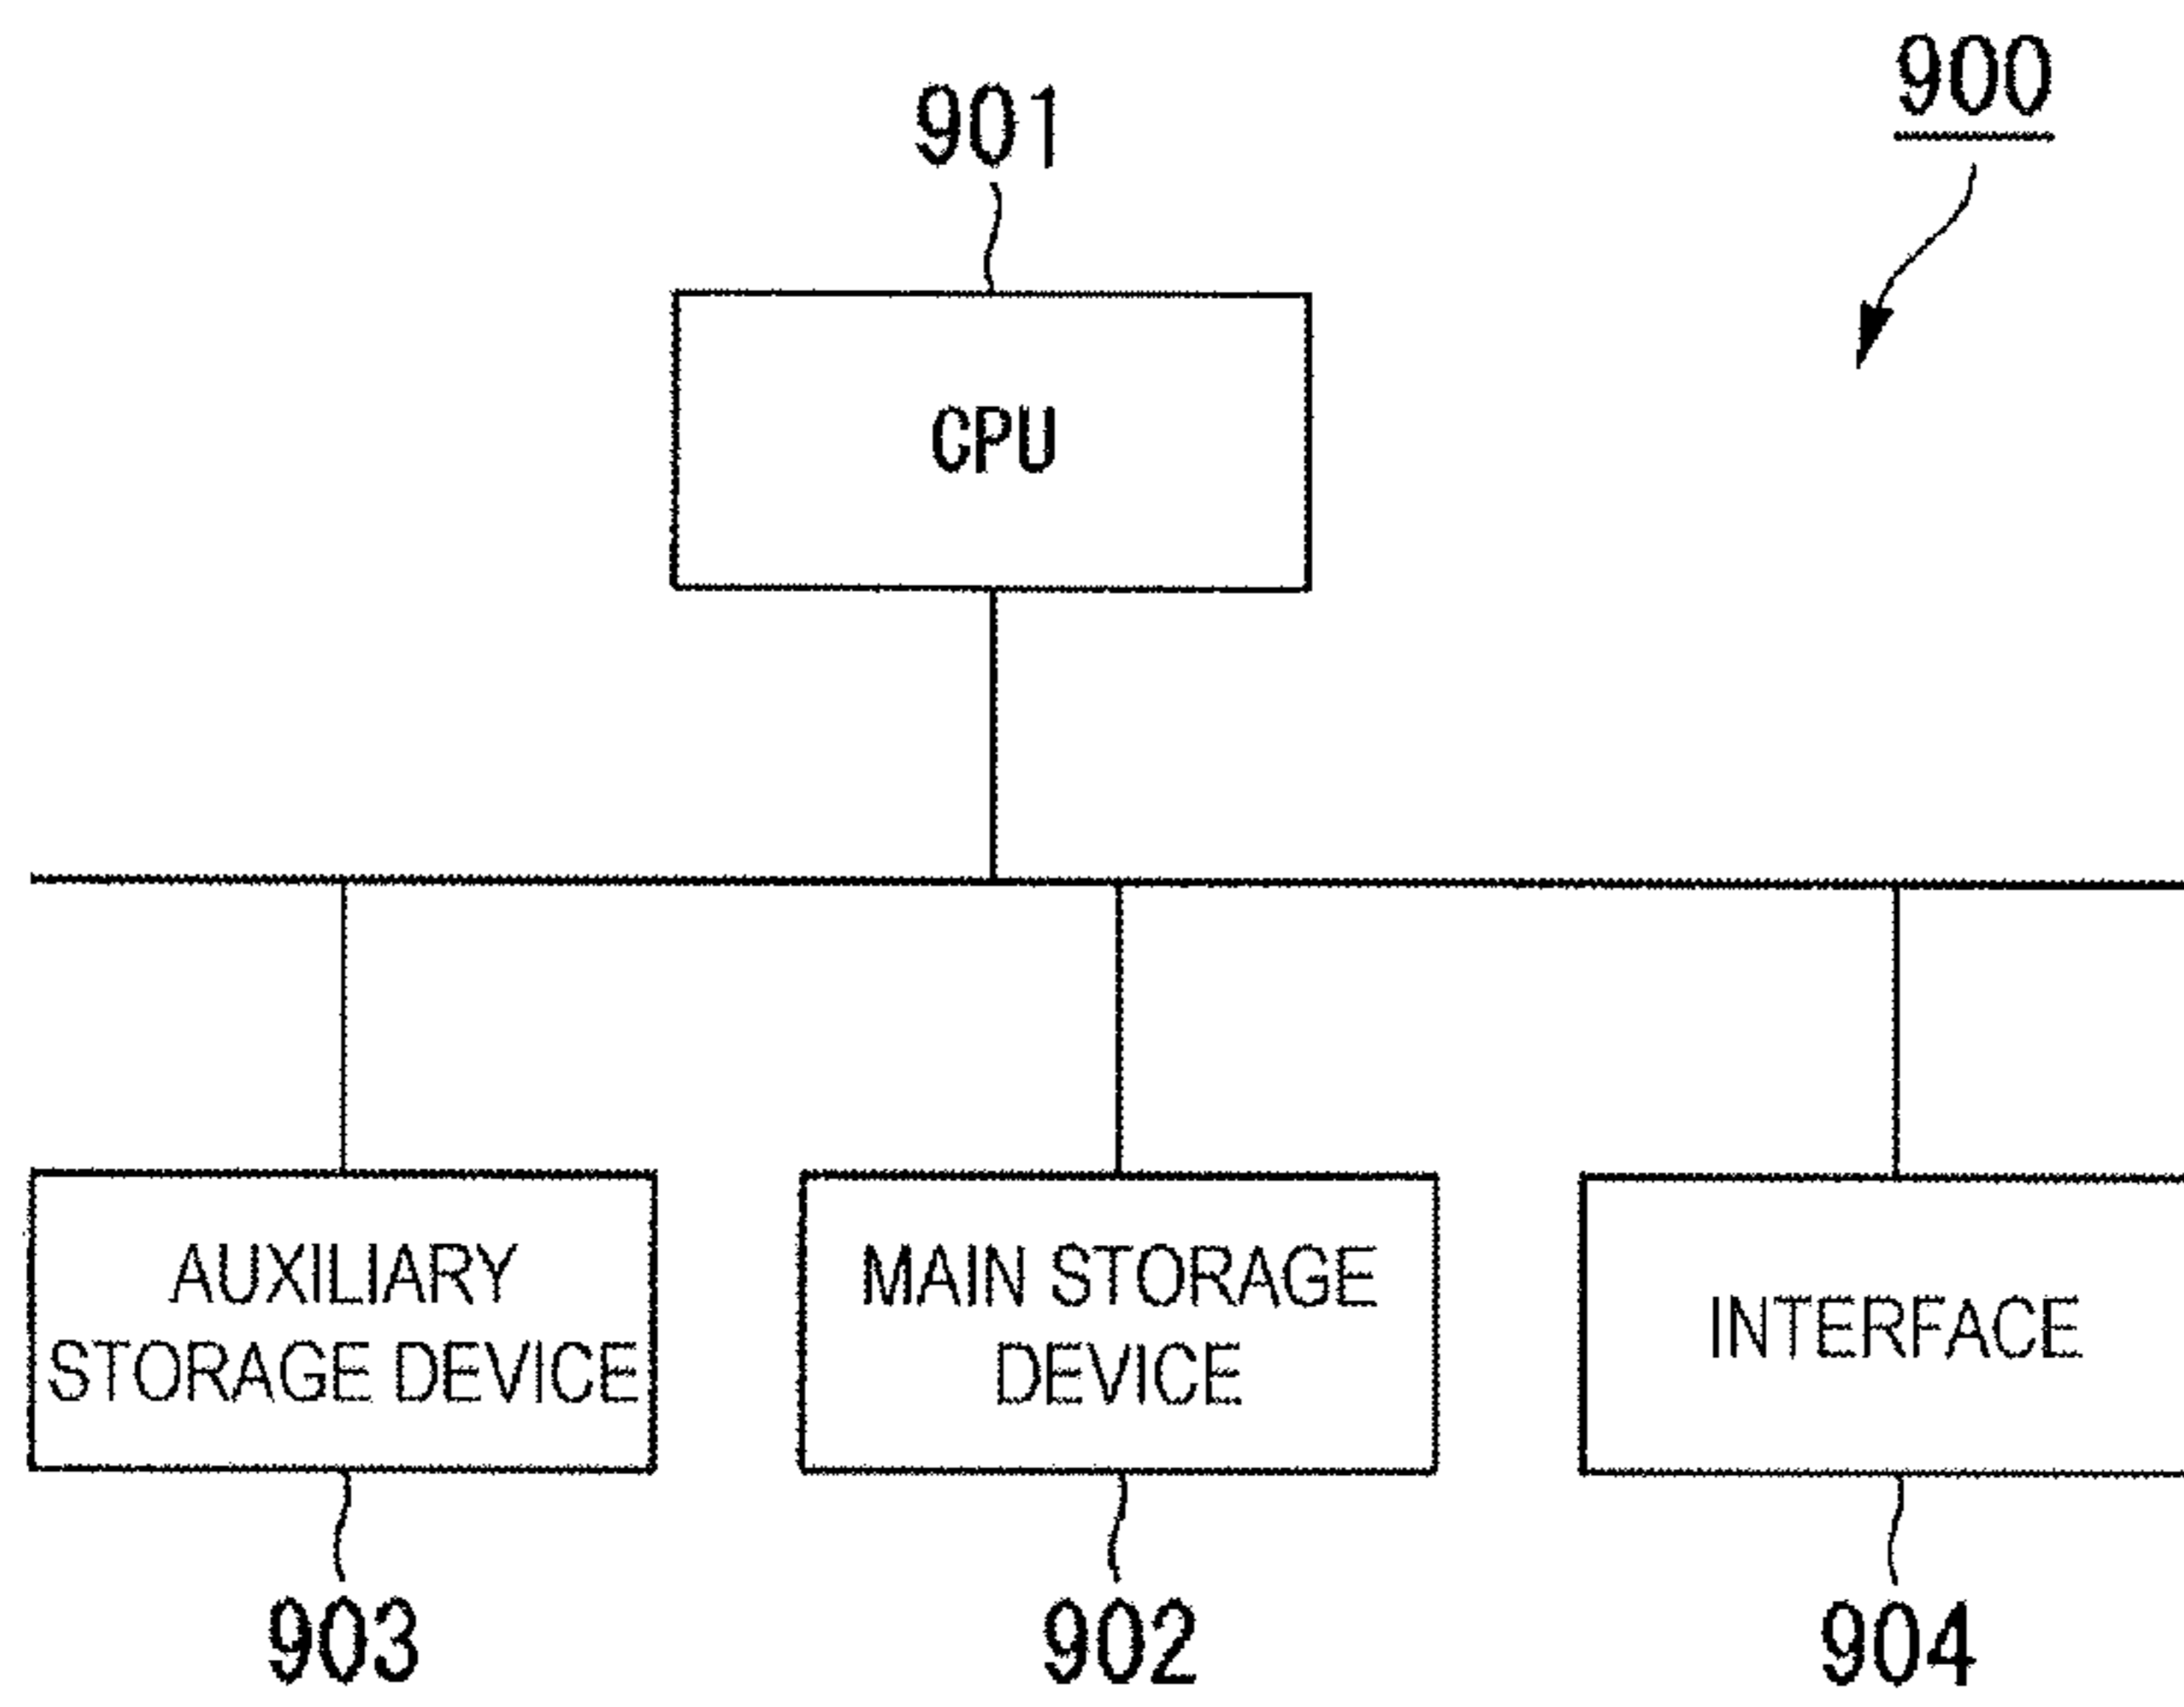 900
901
CPU
AUXILIARY
STORAGE DEVICE
MAIN STORAGE
DEVICE
INTERFACE
903
902
904